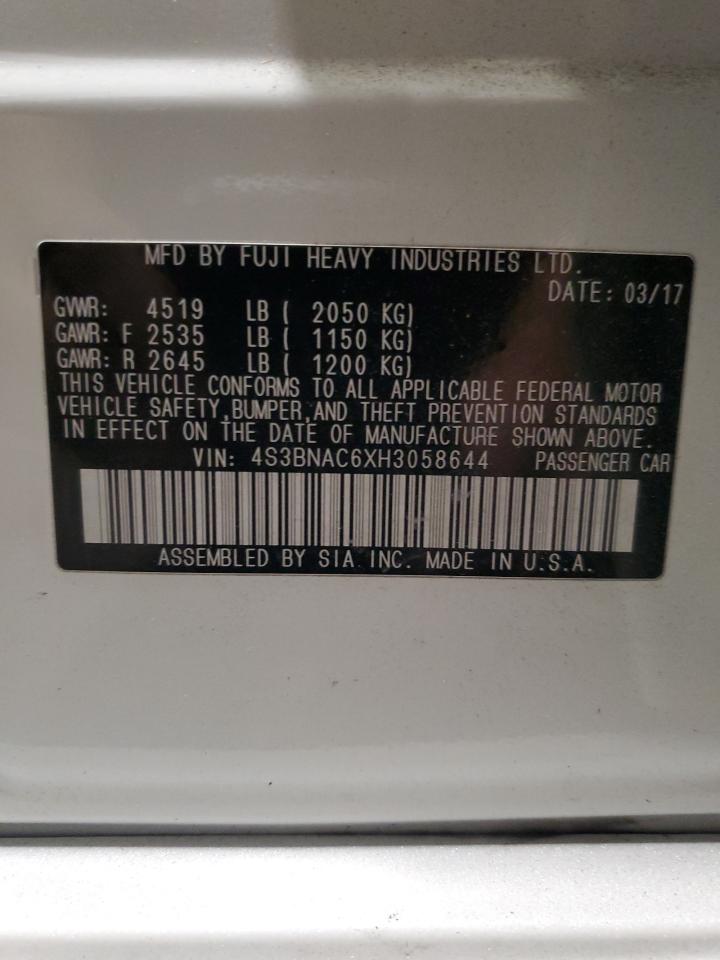 MFD BY FUJI HEAVY INDUSTRIES LTD.
DATE: 03/17
GVWR: 4519 LB ( 2050 KG)
GAWR: F 2535 LB ( 1150 KG)
GAWR: R 2645 LB ( 1200 KG)
THIS VEHICLE CONFORMS TO ALL APPLICABLE FEDERAL MOTOR
VEHICLE SAFETY, BUMPER, AND THEFT PREVENTION STANDARDS
IN EFFECT ON THE DATE OF MANUFACTURE SHOWN ABOVE.
VIN: 4S3BNAC6XH3058644 PASSENGER CAR
ASSEMBLED BY SIA INC. MADE IN U.S.A.